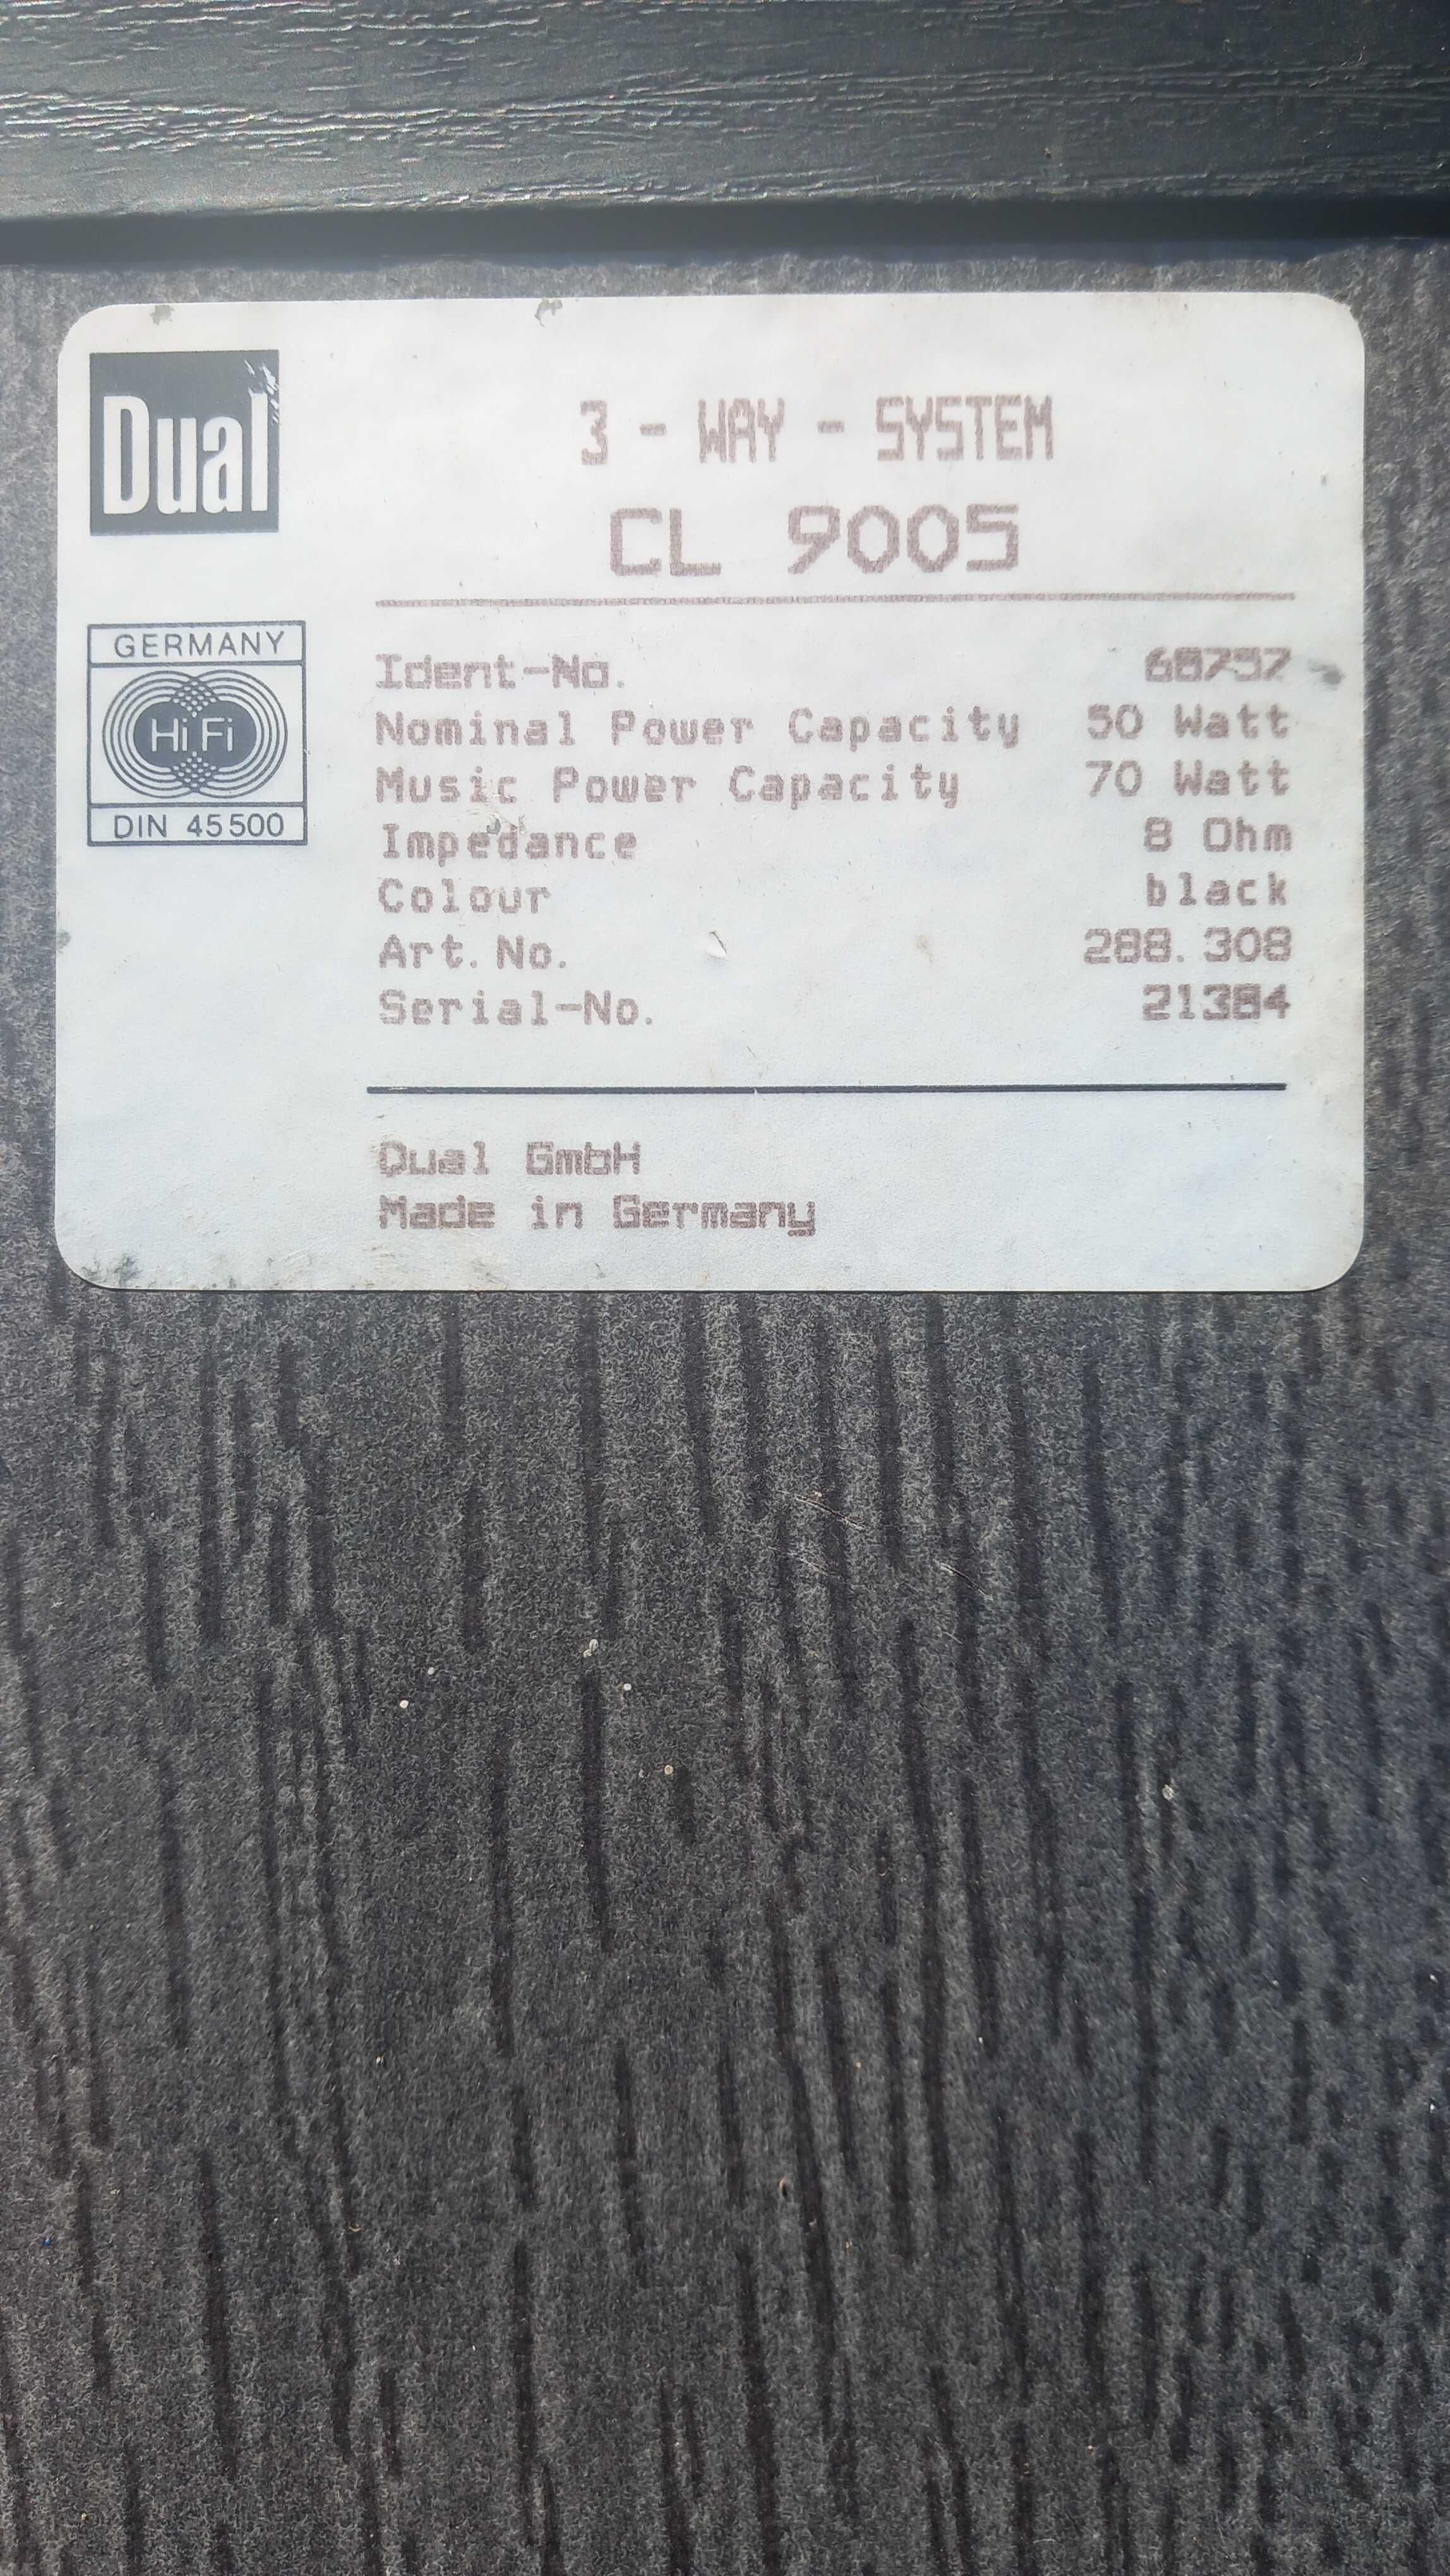 Dual
3 - WAY - SYSTEM
CL 9005
GERMANY
Hi Fi
DIN 45500
Ident-No. 68757
Nominal Power Capacity 50 Watt
Music Power Capacity 70 Watt
Impedance 8 Ohm
Colour black
Art. No. 288. 308
Serial-No. 21384
Dual GmbH
Made in Germany